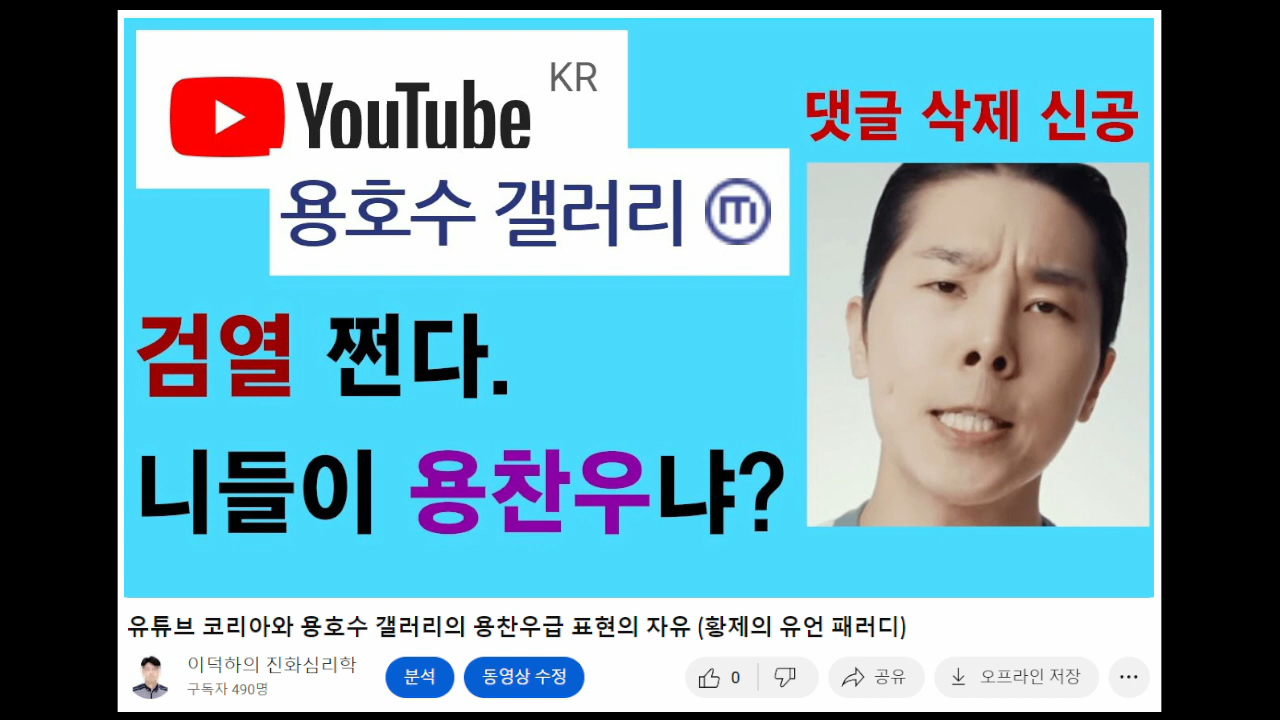 YouTube KR
댓글 삭제 신공
용호수 갤러리 m
검열 쩐다.
니들이 용찬우냐?
유튜브 코리아와 용호수 갤러리의 용찬우급 표현의 자유 (황제의 유언 패러디)
이덕하의 진화심리학
구독자 490명
분석
동영상 수정
0
공유
오프라인 저장